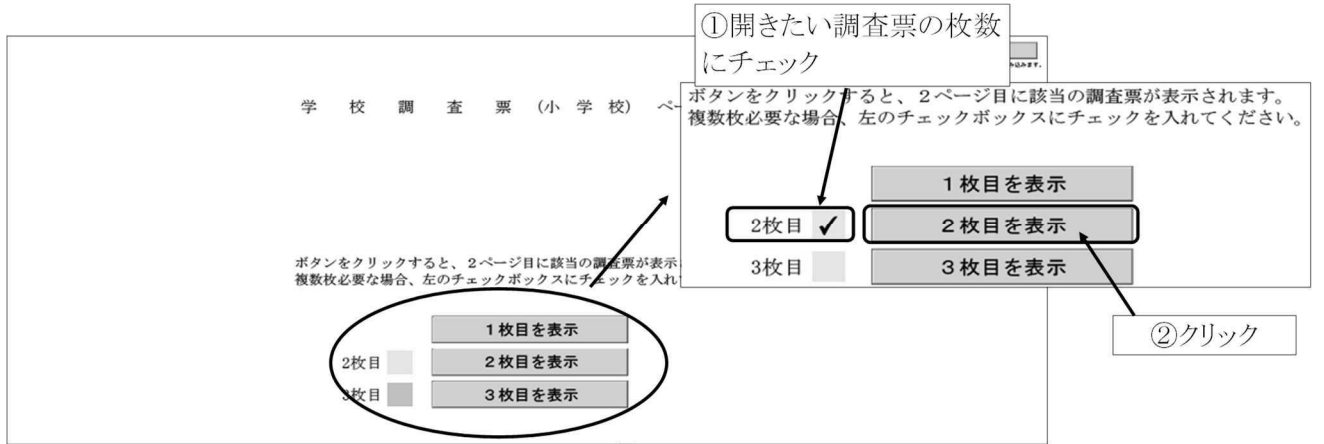 ①開きたい調査票の枚数
にチェック
み込みます。
学 校 調 査 票 (小 学 校) ペー
ボタンをクリックすると、2ページ目に該当の調査票が表示されます。
複数枚必要な場合、左のチェックボックスにチェックを入れてください。
1枚目を表示
2枚目 ✓ 2枚目を表示
3枚目 3枚目を表示
②クリック
ボタンをクリックすると、2ページ目に該当の調査票が表示
複数枚必要な場合、左のチェックボックスにチェックを入れ
1枚目を表示
2枚目 2枚目を表示
3枚目 3枚目を表示